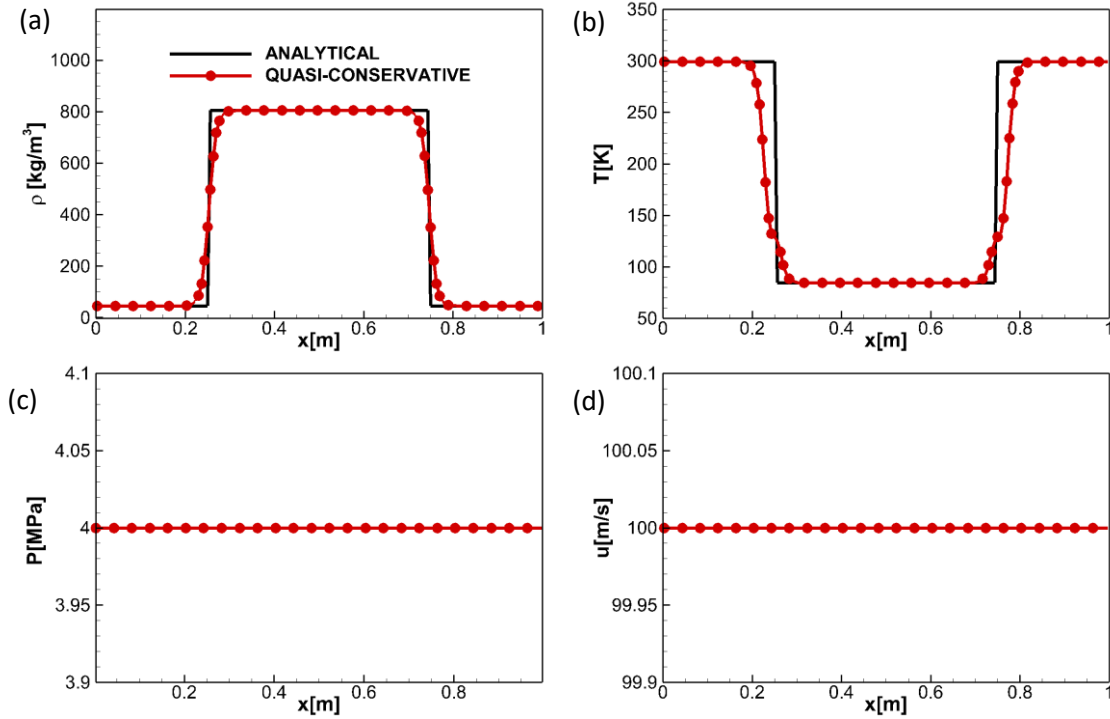 (a)
ANALYTICAL
QUASI-CONSERVATIVE
ρ [kg/m³]
1000
800
600
400
200
0
0 0.2 0.4 0.6 0.8 1
x[m]
(b)
T[K]
350
300
250
200
150
100
50
0 0.2 0.4 0.6 0.8 1
x[m]
(c)
P[MPa]
4.1
4.05
4
3.95
3.9
0.2 0.4 0.6 0.8
x[m]
(d)
u[m/s]
100.1
100.05
100
99.95
99.9
0 0.2 0.4 0.6 0.8 1
x[m]